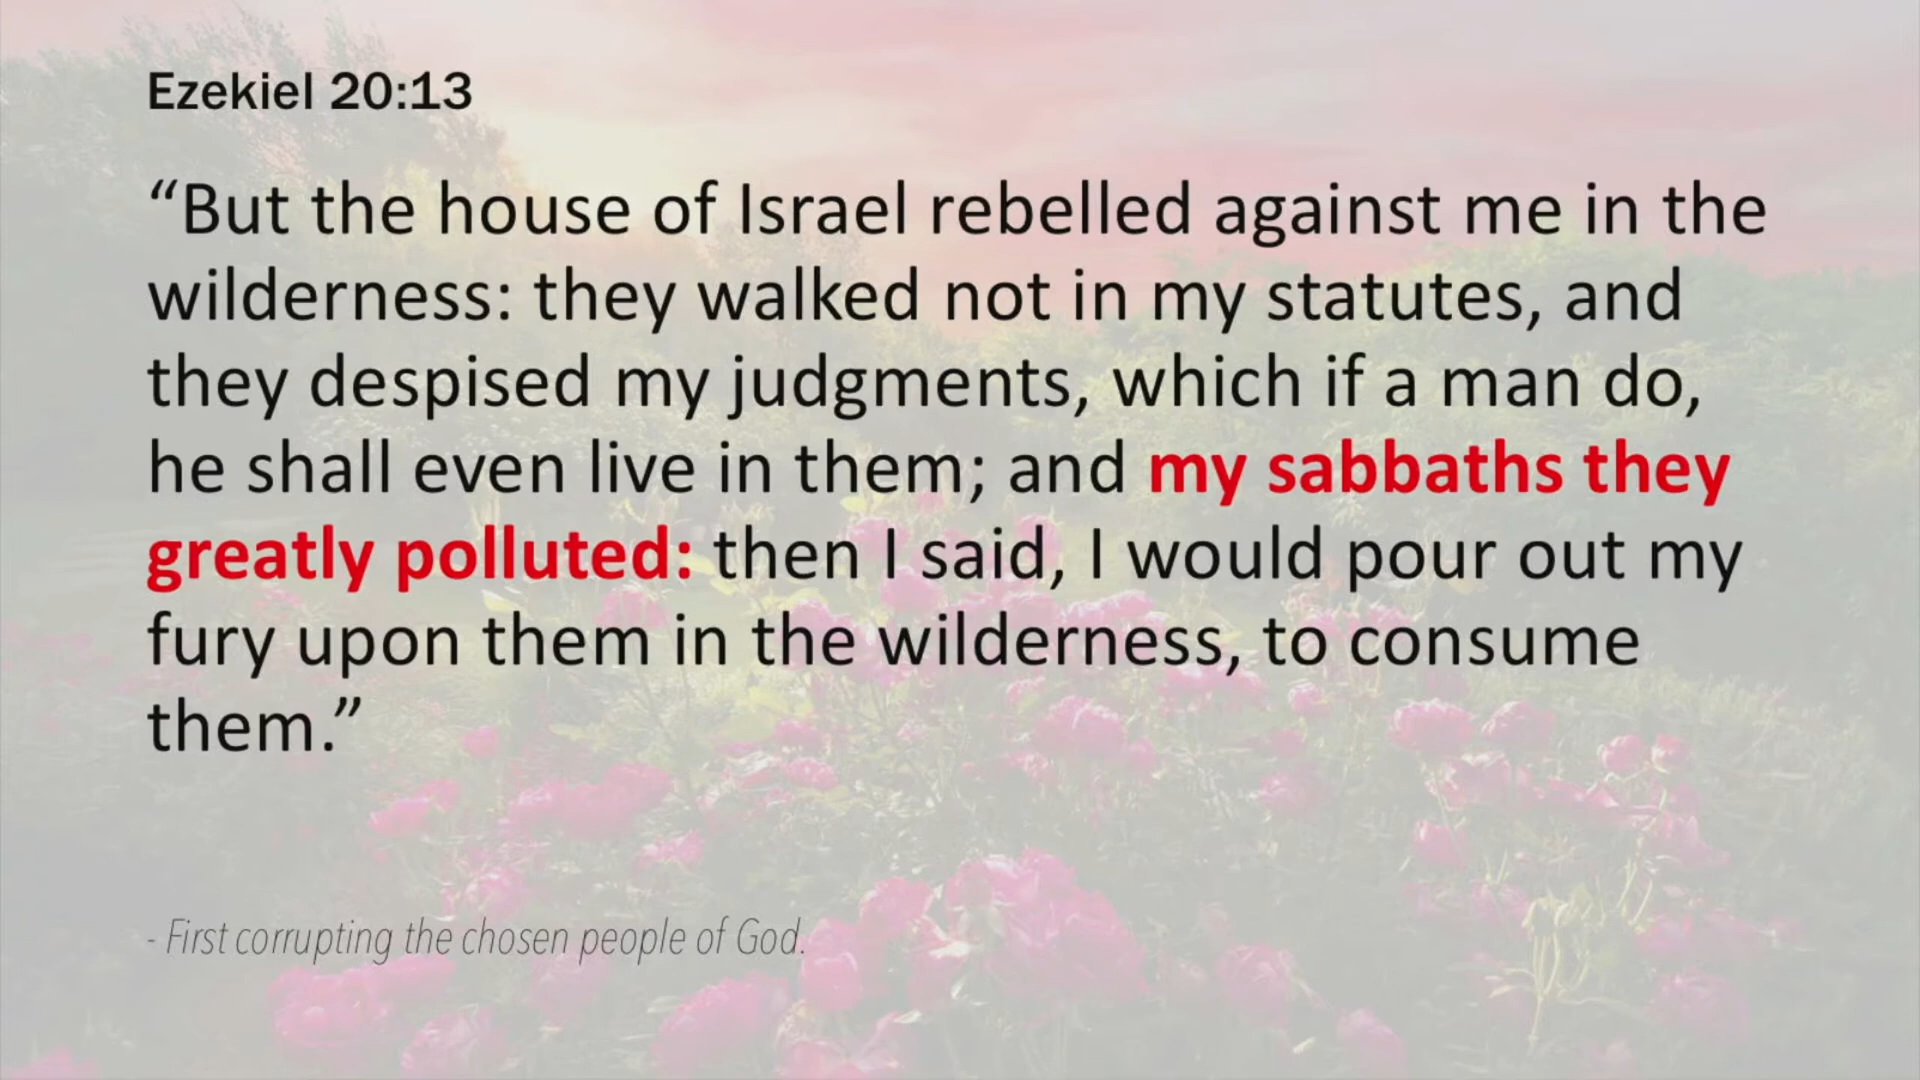 Ezekiel 20:13
“But the house of Israel rebelled against me in the
wilderness: they walked not in my statutes, and
they despised my judgments, which if a man do,
he shall even live in them; and my sabbaths they
greatly polluted: then I said, I would pour out my
fury upon them in the wilderness, to consume
them.”
- First corrupting the chosen people of God.